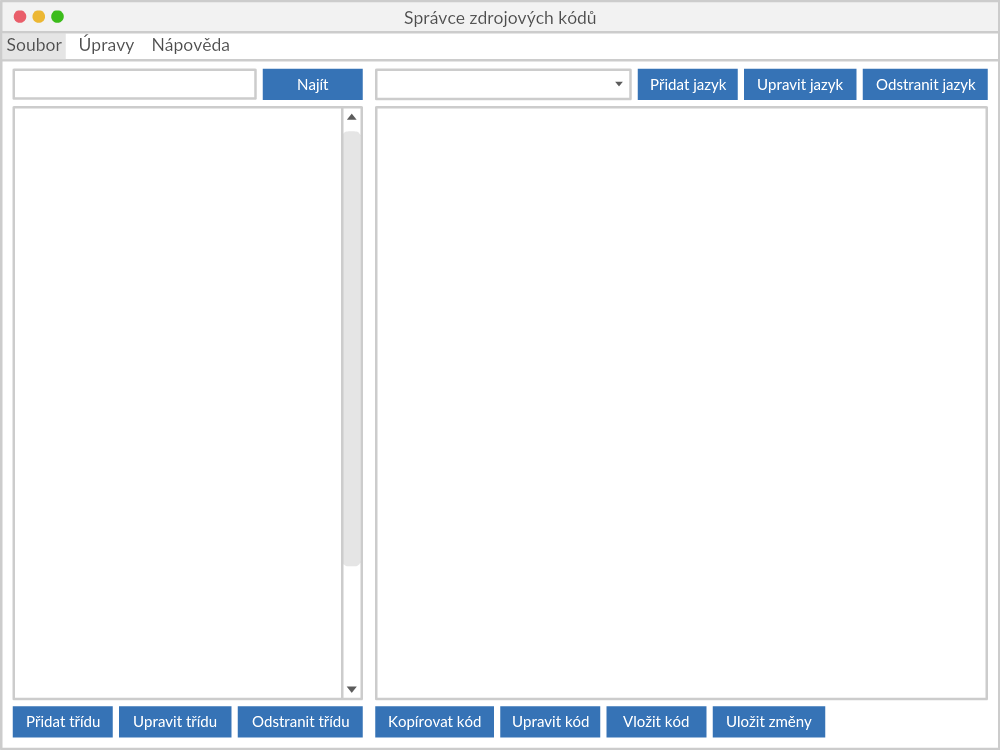 Správce zdrojových kódů
Soubor Úpravy Nápověda
Najít Přidat jazyk Upravit jazyk Odstranit jazyk
Přidat třídu Upravit třídu Odstranit třídu Kopírovat kód Upravit kód Vložit kód Uložit změny